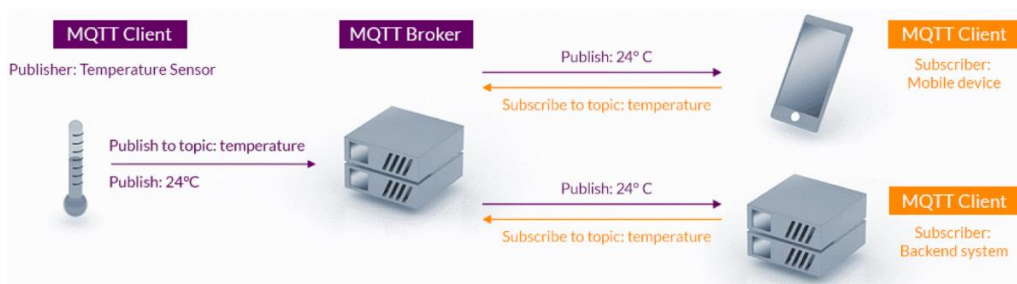 MQTT Client
Publisher: Temperature Sensor
Publish to topic: temperature
Publish: 24°C
MQTT Broker
Publish: 24° C
Subscribe to topic: temperature
MQTT Client
Subscriber:
Mobile device
Publish: 24° C
Subscribe to topic: temperature
MQTT Client
Subscriber:
Backend system